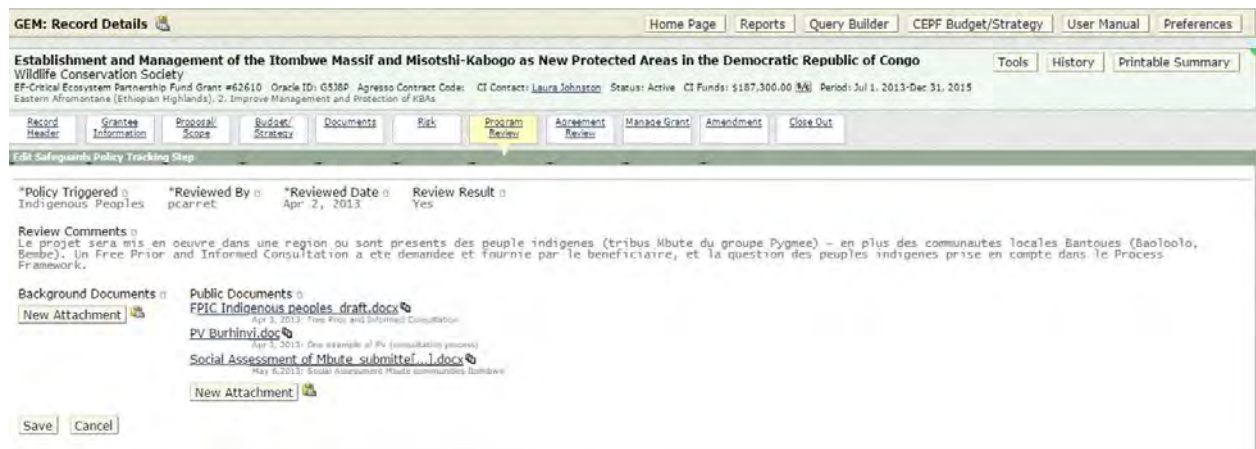 GEM: Record Details
Home Page Reports Query Builder CEPF Budget/Strategy User Manual Preferences
Establishment and Management of the Itombwe Massif and Misotshi-Kabogo as New Protected Areas in the Democratic Republic of Congo
Tools History Printable Summary
Wildlife Conservation Society
EF-Critical Ecosystem Partnership Fund Grant #62610 Oracle ID: G5J8P Agresso Contract Code: CI Contact: Laura Johnston Status: Active CI Funds: $187,300.00 Period: Jul 1, 2013-Dec 31, 2015
Eastern Afromontane (Ethiopian Highlands), 2. Improve Management and Protection of KBAs
Record Header Grantee Information Proposal/ Scope Budget/ Strategy Documents Risk Program Review Agreement Review Manage Grant Amendment Close Out
Edit Safeguards Policy Tracking Step
*Policy Triggered *Reviewed By *Reviewed Date Review Result
Indigenous Peoples pcarret Apr 2, 2013 Yes
Review Comments
Le projet sera mis en oeuvre dans une region ou sont presents des peuple indigenes (tribus Mbute du groupe Pygmee) – en plus des communautes locales Bantoues (Baoloolo,
Bembe). Un Free Prior and Informed Consultation a ete demandee et fournie par le beneficiaire, et la question des peuples indigenes prise en compte dans le Process
Framework.
Background Documents Public Documents
New Attachment
FPIC Indigenous peoples draft.docx
Apr 3, 2013: Free Prior and Informed Consultation
PV Burhinyi.doc
Apr 3, 2013: One example of PV (consultation process)
Social Assessment of Mbute submitte[...].docx
May 6, 2013: Social Assessment Mbute communities Itombwe
New Attachment
Save Cancel